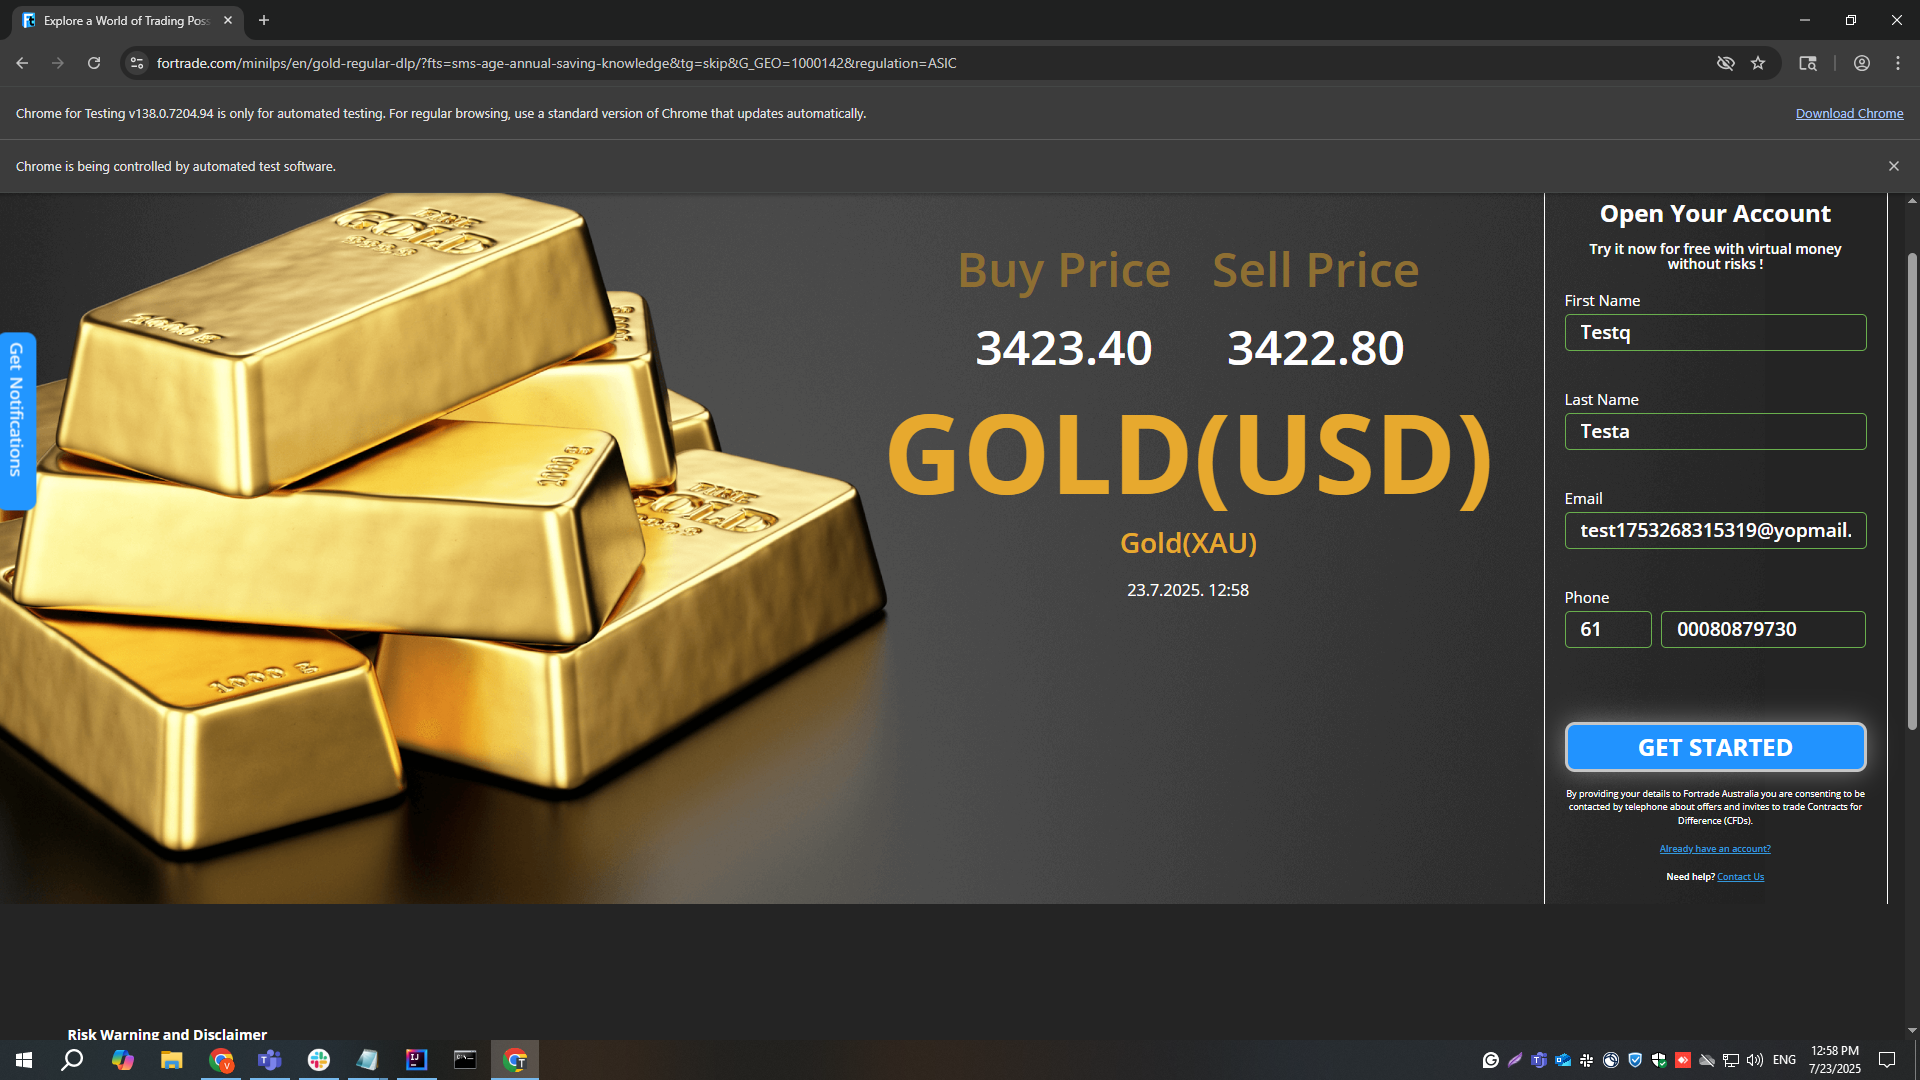 Explore a World of Trading Poss
fortrade.com/minilps/en/gold-regular-dlp/?fts=sms-age-annual-saving-knowledge&tg=skip&G_GEO=1000142&regulation=ASIC
Chrome for Testing v138.0.7204.94 is only for automated testing. For regular browsing, use a standard version of Chrome that updates automatically.
Download Chrome
Chrome is being controlled by automated test software.
Get Notifications
FINE
GOLD
1000 g
FINE
GOLD
1000 g
1000 g
Buy Price Sell Price
3423.40 3422.80
GOLD(USD)
Gold(XAU)
23.7.2025. 12:58
Open Your Account
Try it now for free with virtual money
without risks !
First Name
Testq
Last Name
Testa
Email
test1753268315319@yopmail.
Phone
61 00080879730
GET STARTED
By providing your details to Fortrade Australia you are consenting to be
contacted by telephone about offers and invites to trade Contracts for
Difference (CFDs).
Already have an account?
Need help? Contact Us
Risk Warning and Disclaimer
ENG
12:58 PM
7/23/2025